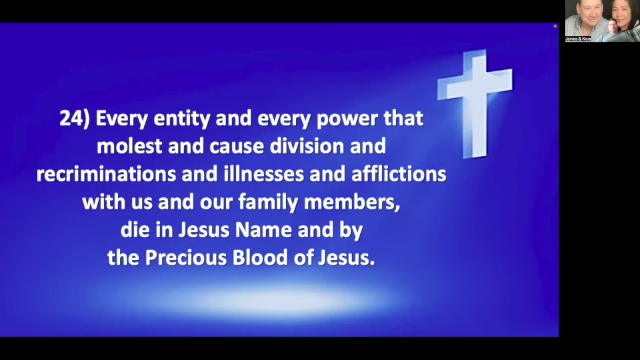 24) Every entity and every power that
molest and cause division and
recriminations and illnesses and afflictions
with us and our family members,
die in Jesus Name and by
the Precious Blood of Jesus.